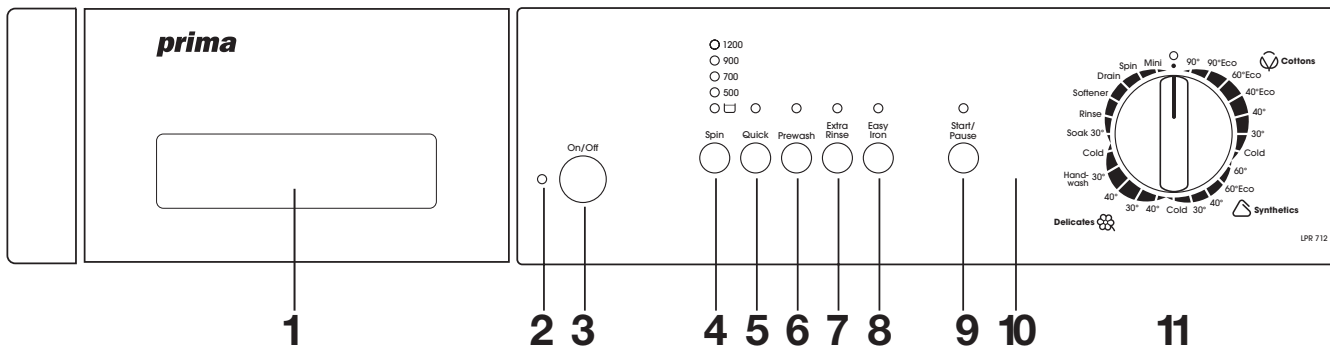 prima
1200
900
700
500
Spin
Quick
Prewash
Extra
Rinse
Easy
Iron
Start/
Pause
On/Off
Mini
Spin
Drain
Softener
Rinse
Soak 30°
Cold
Hand-
wash
30°
40°
30°
40°
Cold
30°
40°
60°Eco
60°
Cold
30°
40°
40°Eco
60°Eco
90°Eco
90°
Cottons
Synthetics
Delicates
LPR 712
1 2 3 4 5 6 7 8 9 10 11